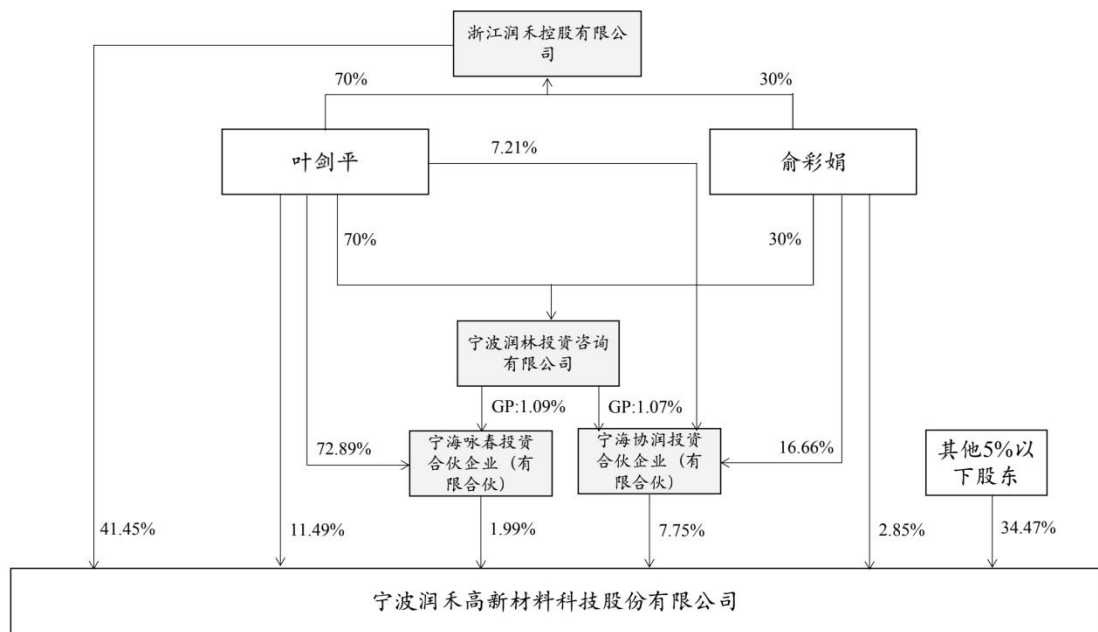 浙江润禾控股有限公
司
70%
30%
叶剑平
7.21%
俞彩娟
70%
30%
宁波润林投资咨询
有限公司
GP:1.09%
GP:1.07%
72.89%
宁海咏春投资
合伙企业（有
限合伙）
宁海协润投资
合伙企业（有
限合伙）
16.66%
其他5%以
下股东
41.45%
11.49%
1.99%
7.75%
2.85%
34.47%
宁波润禾高新材料科技股份有限公司